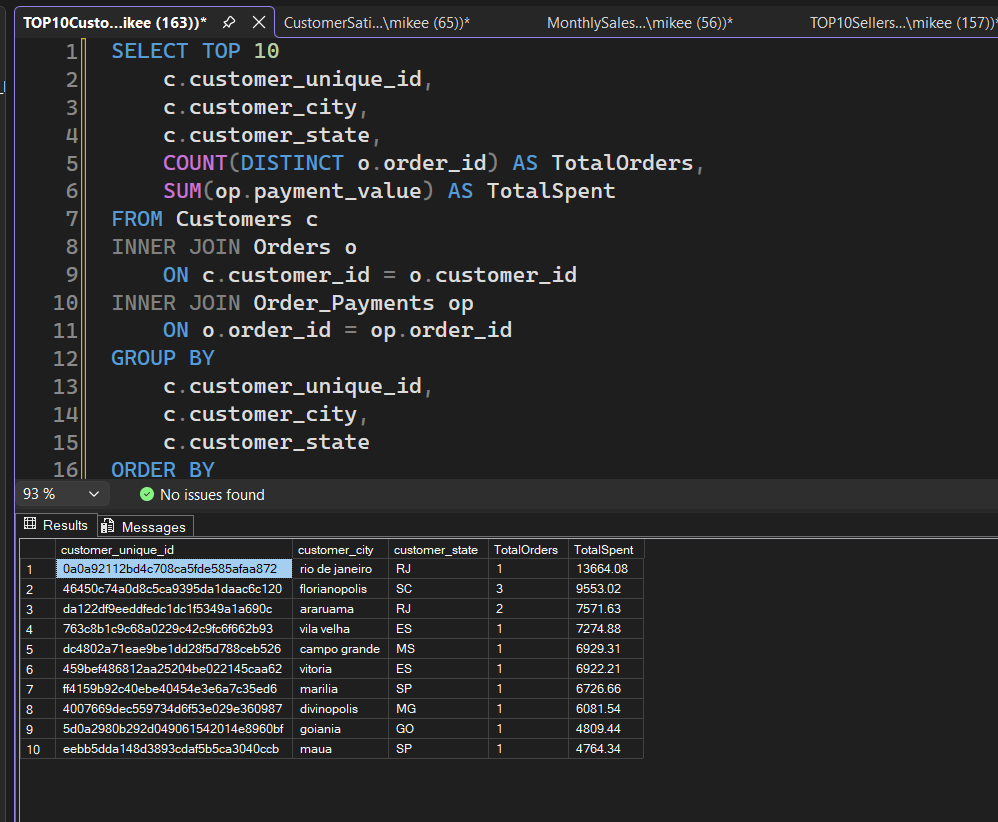 TOP10Custo...ikee (163))* CustomerSati...\mikee (65))* MonthlySales...\mikee (56))* TOP10Sellers...\mikee (157))*
1 SELECT TOP 10
2 c.customer_unique_id,
3 c.customer_city,
4 c.customer_state,
5 COUNT(DISTINCT o.order_id) AS TotalOrders,
6 SUM(op.payment_value) AS TotalSpent
7 FROM Customers c
8 INNER JOIN Orders o
9 ON c.customer_id = o.customer_id
10 INNER JOIN Order_Payments op
11 ON o.order_id = op.order_id
12 GROUP BY
13 c.customer_unique_id,
14 c.customer_city,
15 c.customer_state
16 ORDER BY
93 % No issues found
Results Messages
customer_unique_id customer_city customer_state TotalOrders TotalSpent
1 0a0a92112bd4c708ca5fde585afaa872 rio de janeiro RJ 1 13664.08
2 46450c74a0d8c5ca9395da1daac6c120 florianopolis SC 3 9553.02
3 da122df9eeddfedc1dc1f5349a1a690c araruama RJ 2 7571.63
4 763c8b1c9c68a0229c42c9fc6f662b93 vila velha ES 1 7274.88
5 dc4802a71eae9be1dd28f5d788ceb526 campo grande MS 1 6929.31
6 459bef486812aa25204be022145caa62 vitoria ES 1 6922.21
7 ff4159b92c40ebe40454e3e6a7c35ed6 marilia SP 1 6726.66
8 4007669dec559734d6f53e029e360987 divinopolis MG 1 6081.54
9 5d0a2980b292d049061542014e8960bf goiania GO 1 4809.44
10 eebb5dda148d3893cdaf5b5ca3040ccb maua SP 1 4764.34